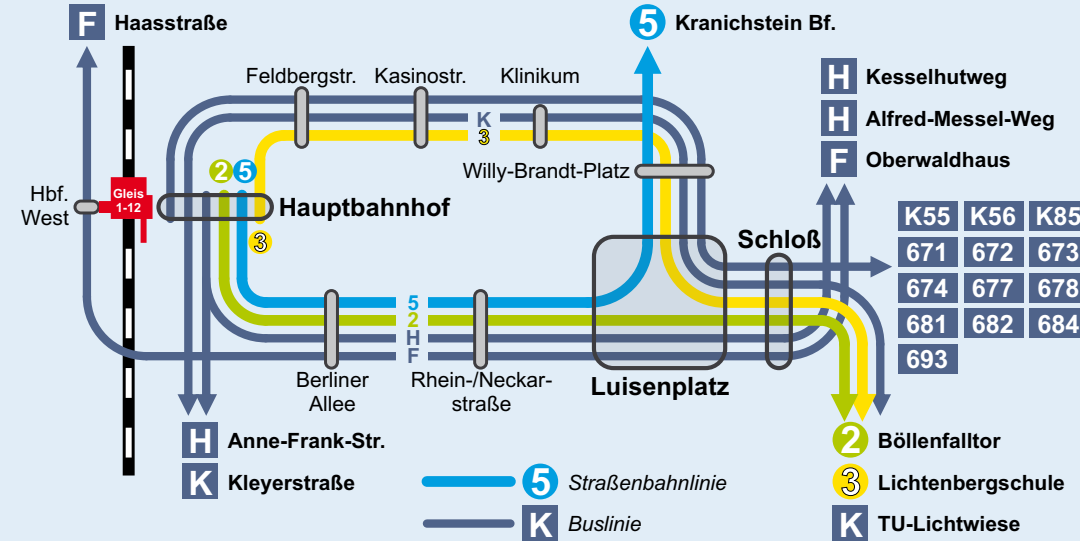 F Haasstraße
5 Kranichstein Bf.
Feldbergstr. Kasinostr. Klinikum
H Kesselhutweg
K
3
H Alfred-Messel-Weg
Willy-Brandt-Platz
F Oberwaldhaus
2 5
Hbf.
West
Gleis
1-12
Hauptbahnhof
3
Schloß
K55 K56 K85
671 672 673
674 677 678
681 682 684
693
5
2
H
F
Berliner
Allee
Rhein-/Neckar-
straße
Luisenplatz
H Anne-Frank-Str.
K Kleyerstraße
2 Böllenfalltor
3 Lichtenbergschule
K TU-Lichtwiese
5 Straßenbahnlinie
K Buslinie